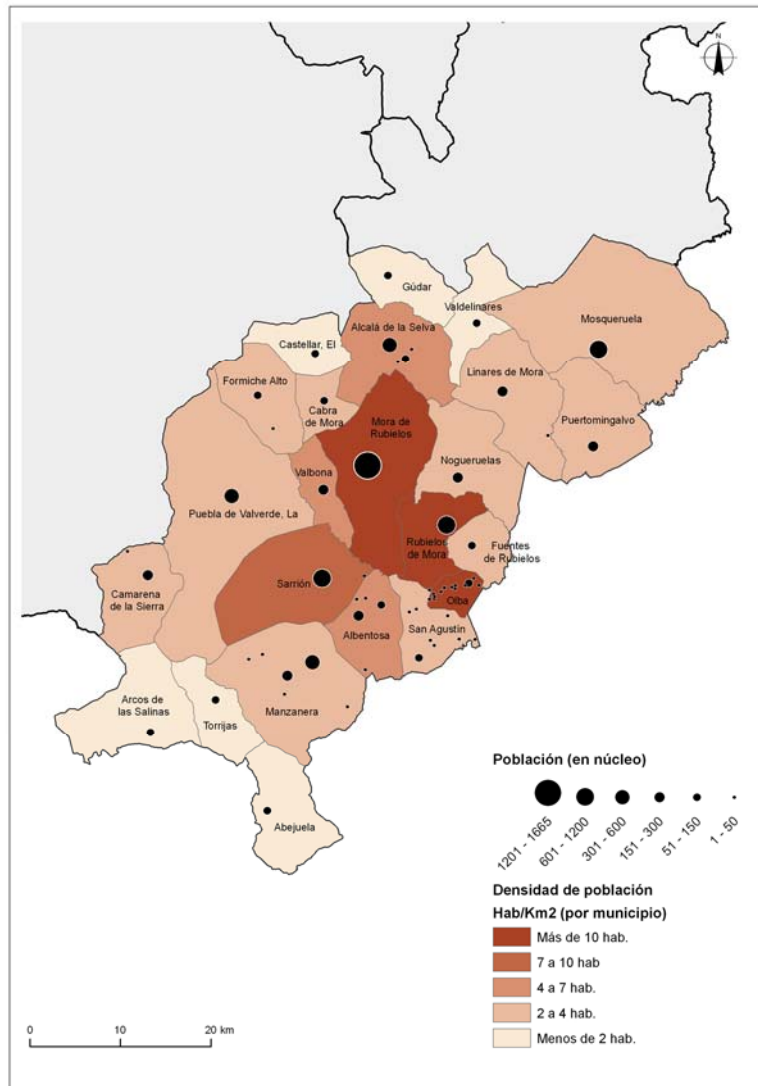 N
Gúdar
Valdelinares
Mosqueruela
Alcalá de la Selva
Castellar, El
Linares de Mora
Formiche Alto
Cabra
de Mora
Mora de
Rubielos
Puertomingalvo
Nogueruelas
Valbona
Puebla de Valverde, La
Rubielos
de Mora
Fuentes
de Rubielos
Sarrión
Camarena
de la Sierra
Olba
San Agustín
Albentosa
Arcos de
las Salinas
Torrijas
Manzanera
Abejuela
Población (en núcleo)
1201 - 1665
601 - 1200
301 - 600
151 - 300
51 - 150
1 - 50
Densidad de población
Hab/Km2 (por municipio)
Más de 10 hab.
7 a 10 hab
4 a 7 hab.
2 a 4 hab.
Menos de 2 hab.
0 10 20 km